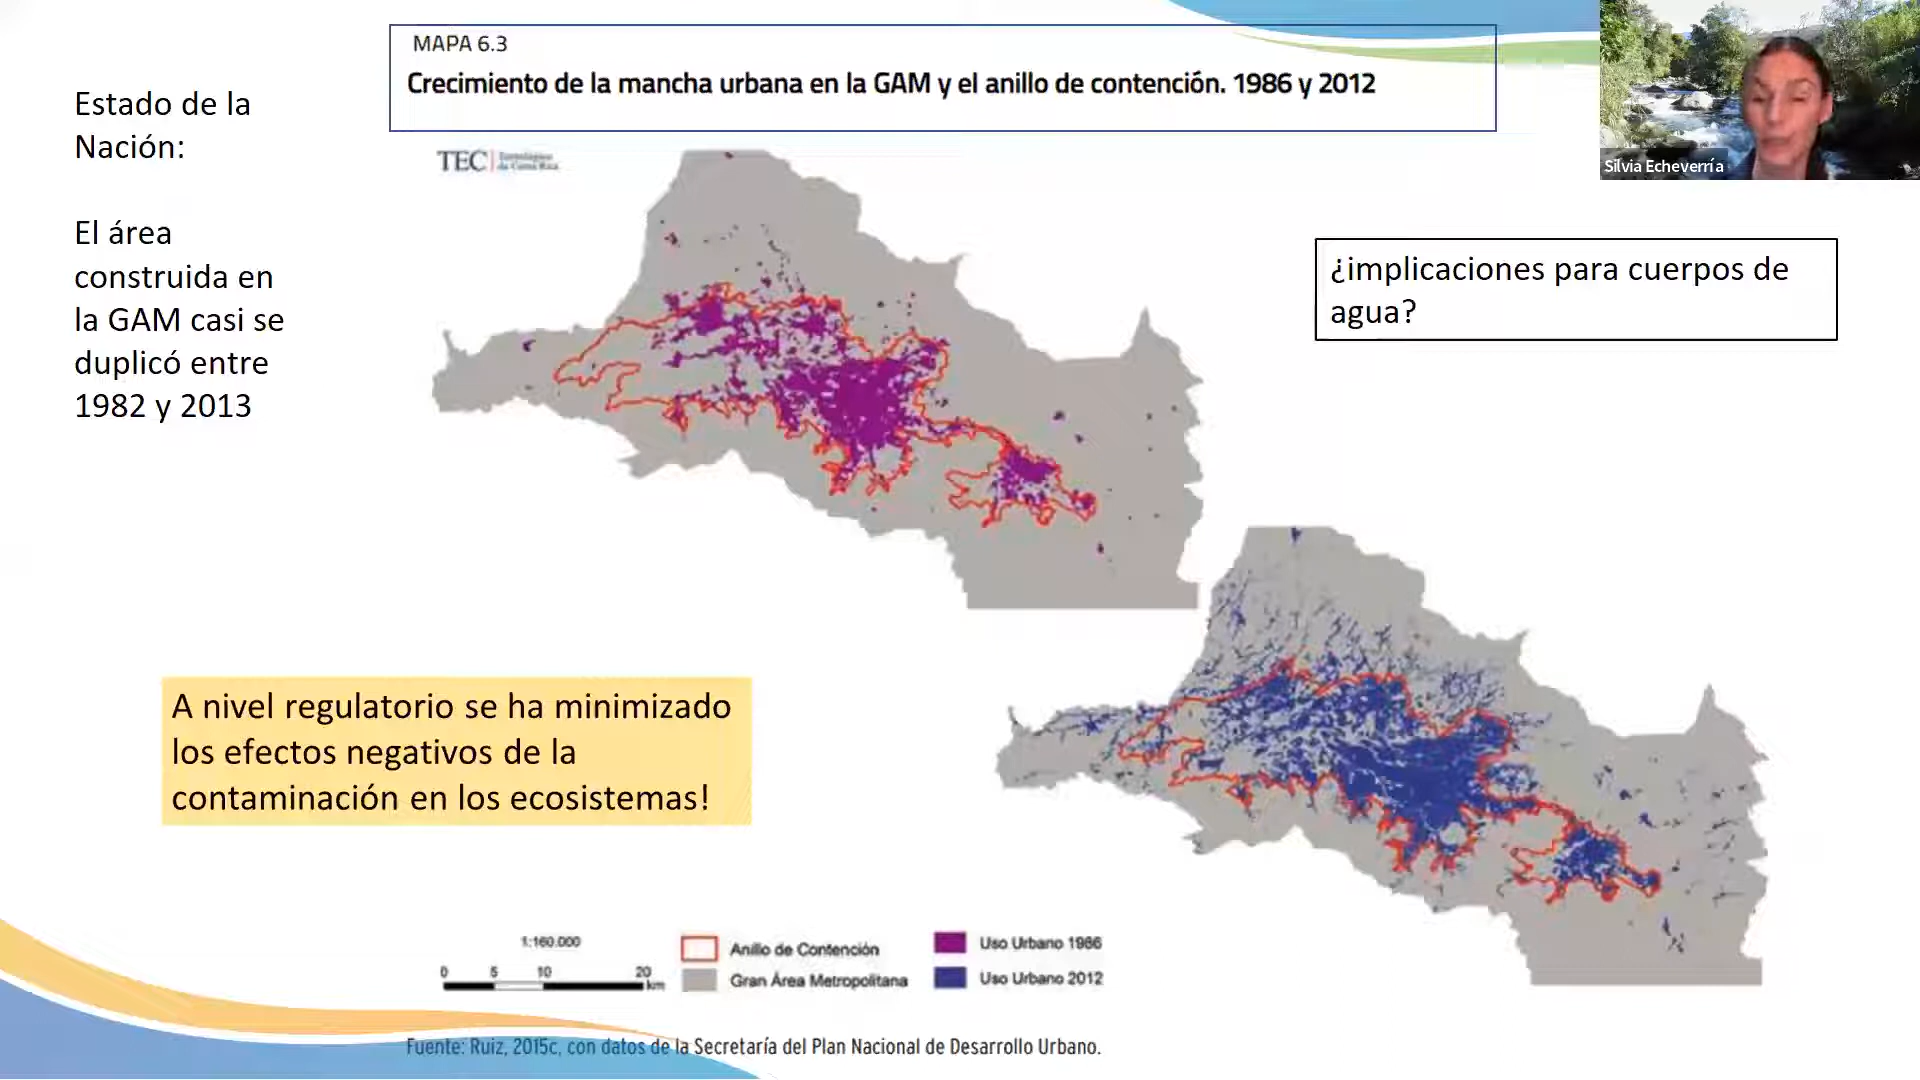 MAPA 6.3
Crecimiento de la mancha urbana en la GAM y el anillo de contención. 1986 y 2012
Estado de la
Nación:
El área
construida en
la GAM casi se
duplicó entre
1982 y 2013
TEC Tecnológico
de Costa Rica
Silvia Echeverría
¿implicaciones para cuerpos de
agua?
A nivel regulatorio se ha minimizado
los efectos negativos de la
contaminación en los ecosistemas!
1:160.000
0 5 10 20
km
Anillo de Contención
Gran Área Metropolitana
Uso Urbano 1986
Uso Urbano 2012
Fuente: Ruiz, 2015c, con datos de la Secretaría del Plan Nacional de Desarrollo Urbano.